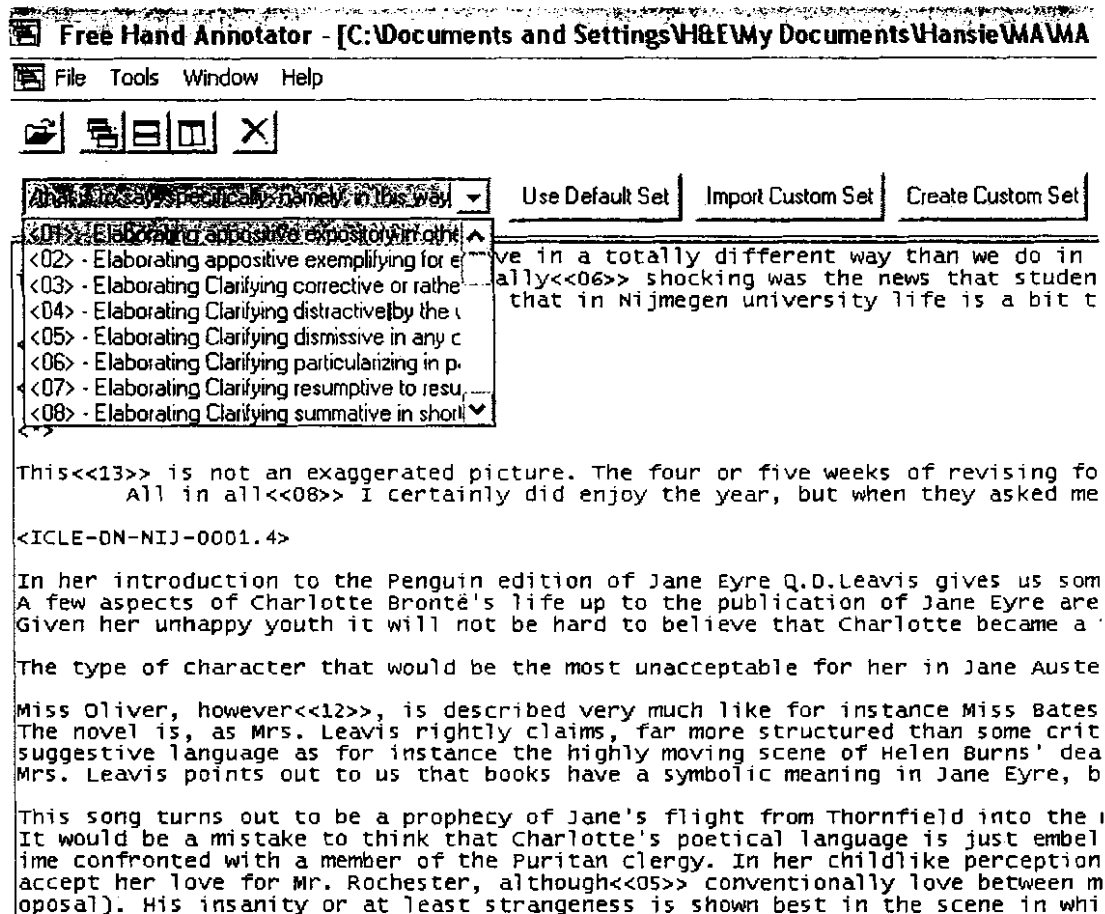 Free Hand Annotator - [C:\Documents and Settings\H&E\My Documents\Hansie\MA\MA
File Tools Window Help
that is to say, specifically, namely, in this way, Use Default Set Import Custom Set Create Custom Set
<01> - Elaborating appositive expository in othe
<02> - Elaborating appositive exemplifying for e ve in a totally different way than we do in
<03> - Elaborating Clarifying corrective or rathe ally<<06>> shocking was the news that studen
<04> - Elaborating Clarifying distractive|by the that in Nijmegen university life is a bit t
<05> - Elaborating Clarifying dismissive in any c
<06> - Elaborating Clarifying particularizing in p
<07> - Elaborating Clarifying resumptive to resu
<08> - Elaborating Clarifying summative in short
<*>
This<<13>> is not an exaggerated picture. The four or five weeks of revising fo
All in all<<08>> I certainly did enjoy the year, but when they asked me
<ICLE-DN-NIJ-0001.4>
In her introduction to the Penguin edition of Jane Eyre Q.D.Leavis gives us som
A few aspects of Charlotte Brontë's life up to the publication of Jane Eyre are
Given her unhappy youth it will not be hard to believe that Charlotte became a
The type of character that would be the most unacceptable for her in Jane Auste
Miss Oliver, however<<12>>, is described very much like for instance Miss Bates
The novel is, as Mrs. Leavis rightly claims, far more structured than some crit
suggestive language as for instance the highly moving scene of Helen Burns' dea
Mrs. Leavis points out to us that books have a symbolic meaning in Jane Eyre, b
This song turns out to be a prophecy of Jane's flight from Thornfield into the
It would be a mistake to think that Charlotte's poetical language is just embel
ime confronted with a member of the Puritan clergy. In her childlike perception
accept her love for Mr. Rochester, although<<05>> conventionally love between m
oposal). His insanity or at least strangeness is shown best in the scene in whi